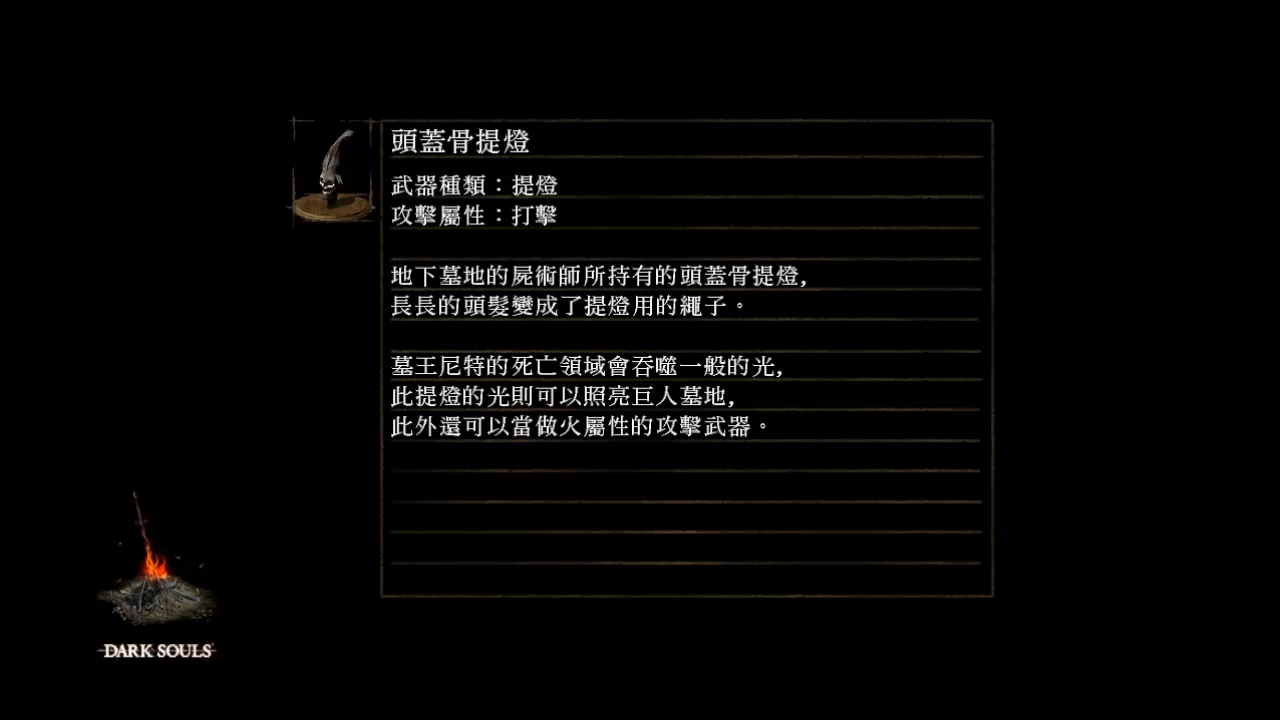 頭蓋骨提燈
武器種類：提燈
攻擊屬性：打擊
地下墓地的屍術師所持有的頭蓋骨提燈,
長長的頭髮變成了提燈用的繩子。
墓王尼特的死亡領域會吞噬一般的光,
此提燈的光則可以照亮巨人墓地,
此外還可以當做火屬性的攻擊武器。
DARK SOULS